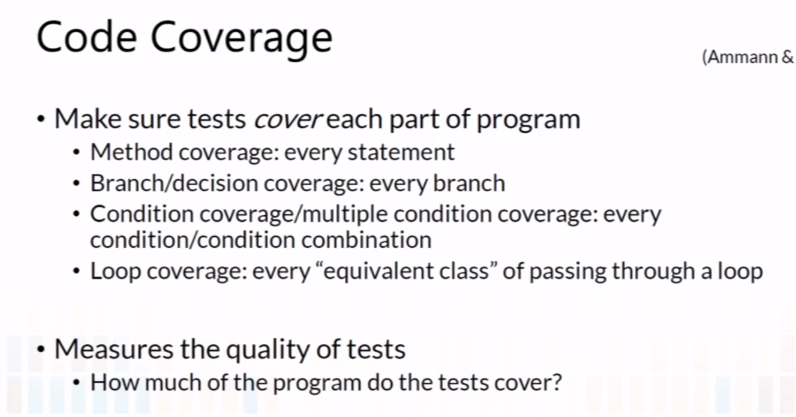 Code Coverage
(Ammann &
• Make sure tests cover each part of program
• Method coverage: every statement
• Branch/decision coverage: every branch
• Condition coverage/multiple condition coverage: every
condition/condition combination
• Loop coverage: every “equivalent class” of passing through a loop
• Measures the quality of tests
• How much of the program do the tests cover?